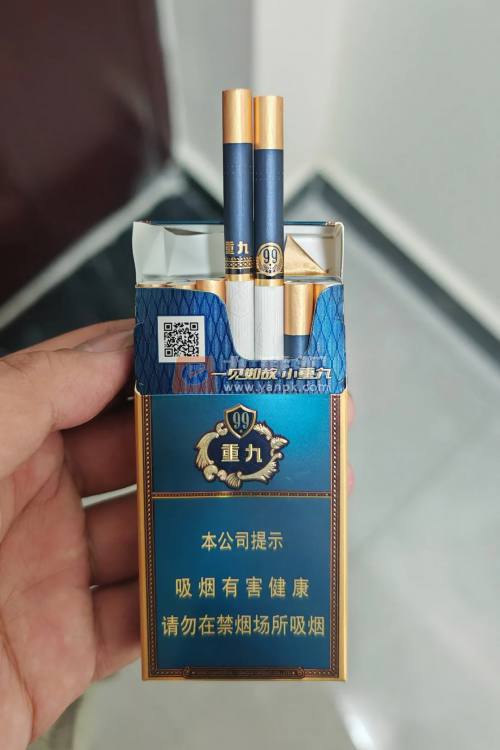 重九
99
一见如故 小重九
www.yanpk.com
99
重九
本公司提示
吸烟有害健康
请勿在禁烟场所吸烟